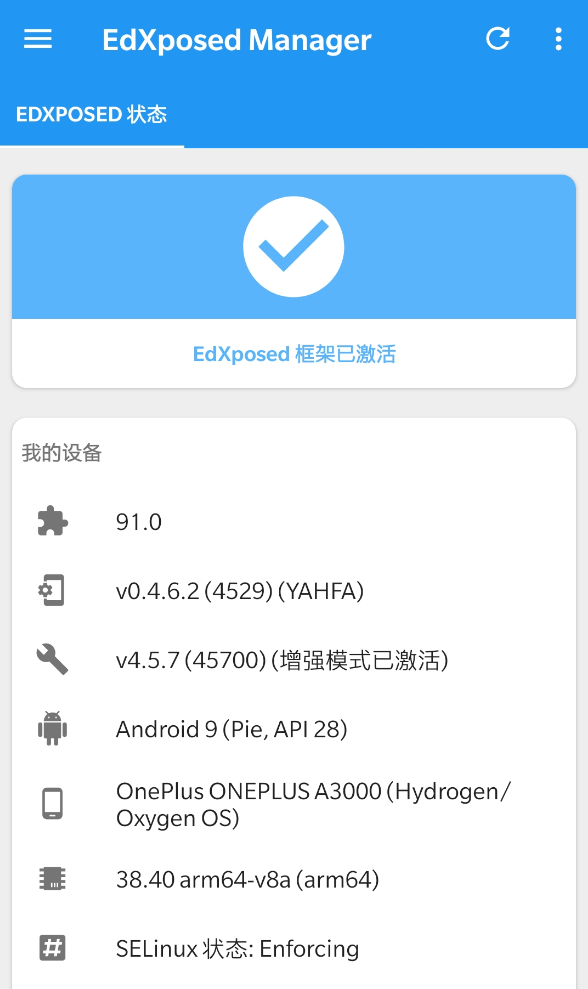 EdXposed Manager
EDXPOSED 状态
EdXposed 框架已激活
我的设备
91.0
v0.4.6.2 (4529) (YAHFA)
v4.5.7 (45700) (增强模式已激活)
Android 9 (Pie, API 28)
OnePlus ONEPLUS A3000 (Hydrogen/
Oxygen OS)
38.40 arm64-v8a (arm64)
SELinux 状态: Enforcing